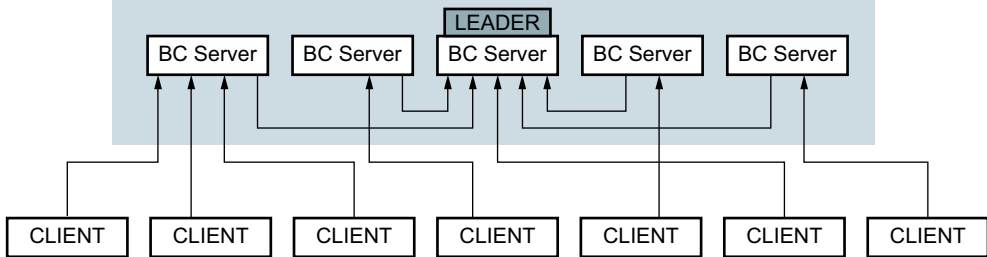 LEADER
BC Server BC Server BC Server BC Server BC Server
CLIENT CLIENT CLIENT CLIENT CLIENT CLIENT CLIENT